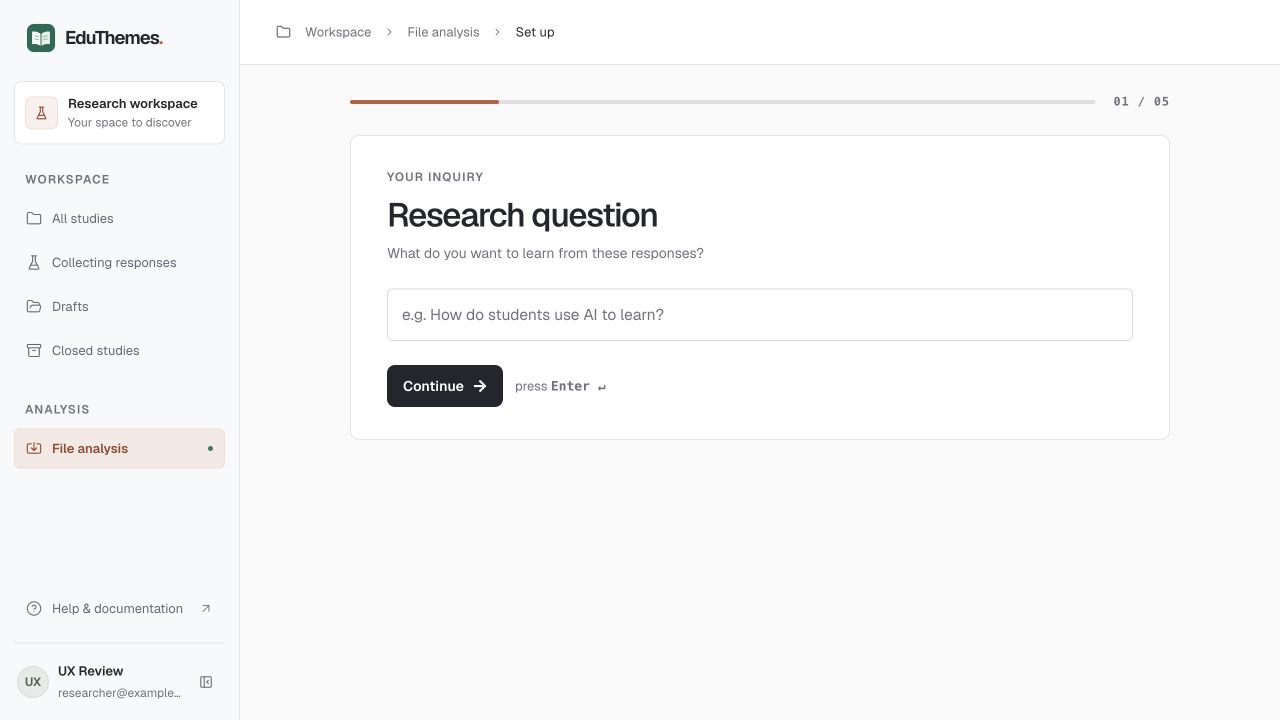 EduThemes.
Research workspace
Your space to discover
WORKSPACE
All studies
Collecting responses
Drafts
Closed studies
ANALYSIS
File analysis
Help & documentation
UX
UX Review
researcher@example...
Workspace > File analysis > Set up
01 / 05
YOUR INQUIRY
Research question
What do you want to learn from these responses?
e.g. How do students use AI to learn?
Continue →
press Enter ↵